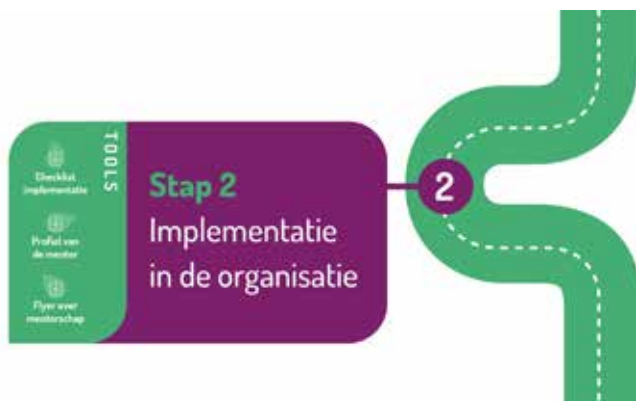 TOOLS
Checklist
implementatie
Profiel van
de mentor
Flyer over
mentorschap
Stap 2
Implementatie
in de organisatie
2